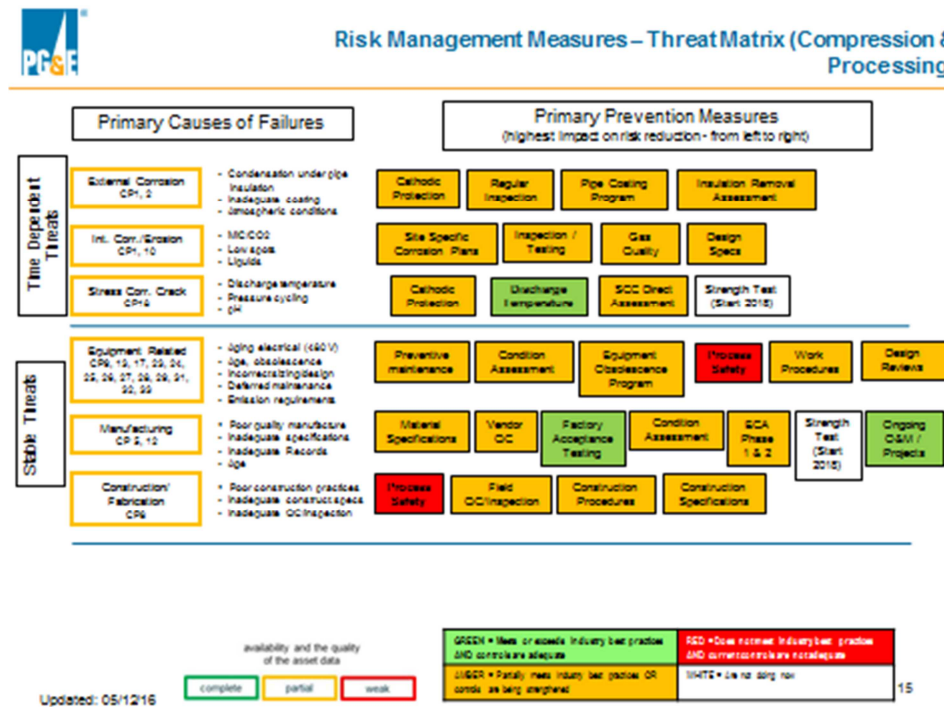 PG&E
Risk Management Measures – Threat Matrix (Compression &
Processing
Primary Causes of Failures
Primary Prevention Measures
(highest impact on risk reduction - from left to right)
Time Dependent
Threats
External Corrosion
CP1, 2
- Condensation under pipe
insulation
- Inadequate coating
- Atmospheric conditions
Cathodic
Protection
Regular
Inspection
Pipe Coating
Program
Insulation Removal
Assessment
Int. Corr./Erosion
CP1, 10
- MIC/CO2
- Low spots
- Liquids
Site Specific
Corrosion Plans
Inspection /
Testing
Gas
Quality
Design
Specs
Stress Corr. Crack
CP16
- Discharge temperature
- Pressure cycling
- pH
Cathodic
Protection
Discharge
Temperature
SCC Direct
Assessment
Strength Test
(Start 2018)
Stable Threats
Equipment Related
- Aging electrical (480 V)
- Age, obsolescence
- Incorrect sizing/design
- Deferred maintenance
- Emission requirements
Preventive
maintenance
Condition
Assessment
Equipment
Obsolescence
Program
Process
Safety
Work
Procedures
Design
Reviews
Manufacturing
CP 5, 12
- Poor quality manufacture
- Inadequate specifications
- Inadequate Records
- Age
Material
Specifications
Vendor
QC
Factory
Acceptance
Testing
Condition
Assessment
ECA
Phase
1 & 2
Strength
Test
(Start
2018)
Ongoing
O&M /
Projects
Construction/
Fabrication
- Poor construction practices
- Inadequate construct specs
- Inadequate QC/Inspection
Process
Safety
Field
QC/Inspection
Construction
Procedures
Construction
Specifications
availability and the quality
of the asset data
complete
partial
weak
GREEN = Meets or exceeds industry best practices
AND controls are adequate
RED = Does not meet industry best practices
AND current controls are not adequate
AMBER = Partially meets industry best practices OR
controls are being strengthened
WHITE = Are not doing now
Updated: 05/12/16
15